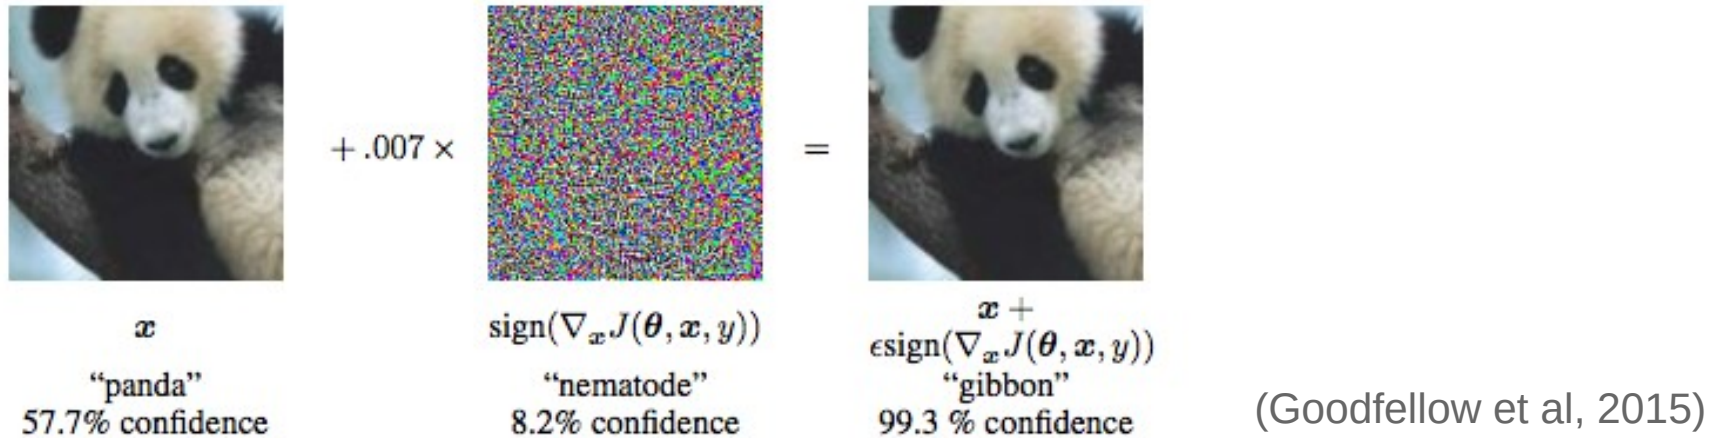 + .007 ×
=
x
sign(∇ₓJ(θ, x, y))
x +
ϵsign(∇ₓJ(θ, x, y))
“panda”
“nematode”
“gibbon”
57.7% confidence
8.2% confidence
99.3 % confidence
(Goodfellow et al, 2015)